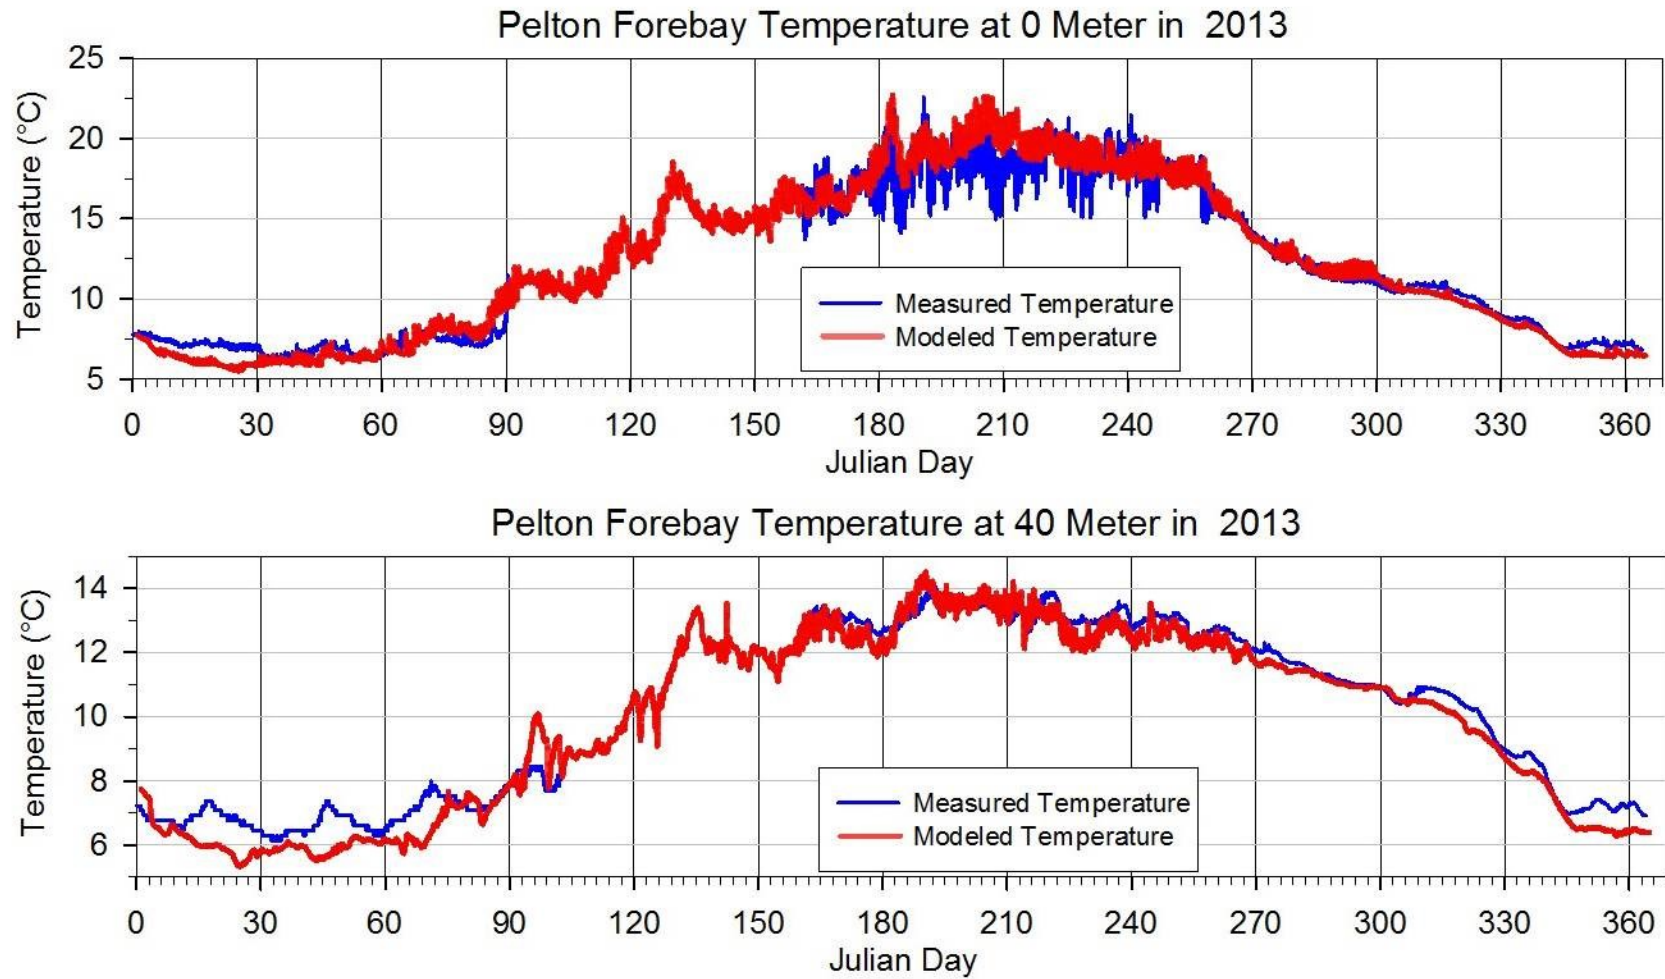 Pelton Forebay Temperature at 0 Meter in 2013
Temperature (°C)
25
20
15
10
5
Measured Temperature
Modeled Temperature
0 30 60 90 120 150 180 210 240 270 300 330 360
Julian Day
Pelton Forebay Temperature at 40 Meter in 2013
Temperature (°C)
14
12
10
8
6
Measured Temperature
Modeled Temperature
0 30 60 90 120 150 180 210 240 270 300 330 360
Julian Day